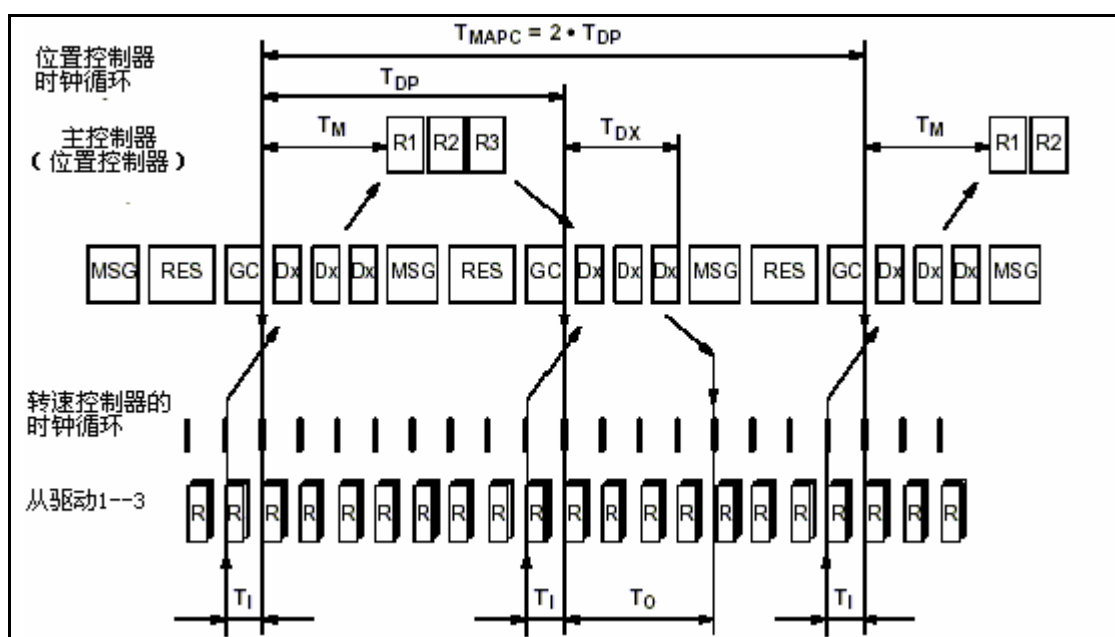 T_MAPC = 2 • T_DP
位置控制器
时钟循环
T_DP
主控制器
(位置控制器)
T_M
R1 R2 R3
T_DX
T_M
R1 R2
MSG RES GC Dx Dx Dx MSG RES GC Dx Dx Dx MSG RES GC Dx Dx Dx MSG
转速控制器的
时钟循环
从驱动1--3
R R R R R R R R R R R R R R R R R R R R R
T_I T_I T_O T_I